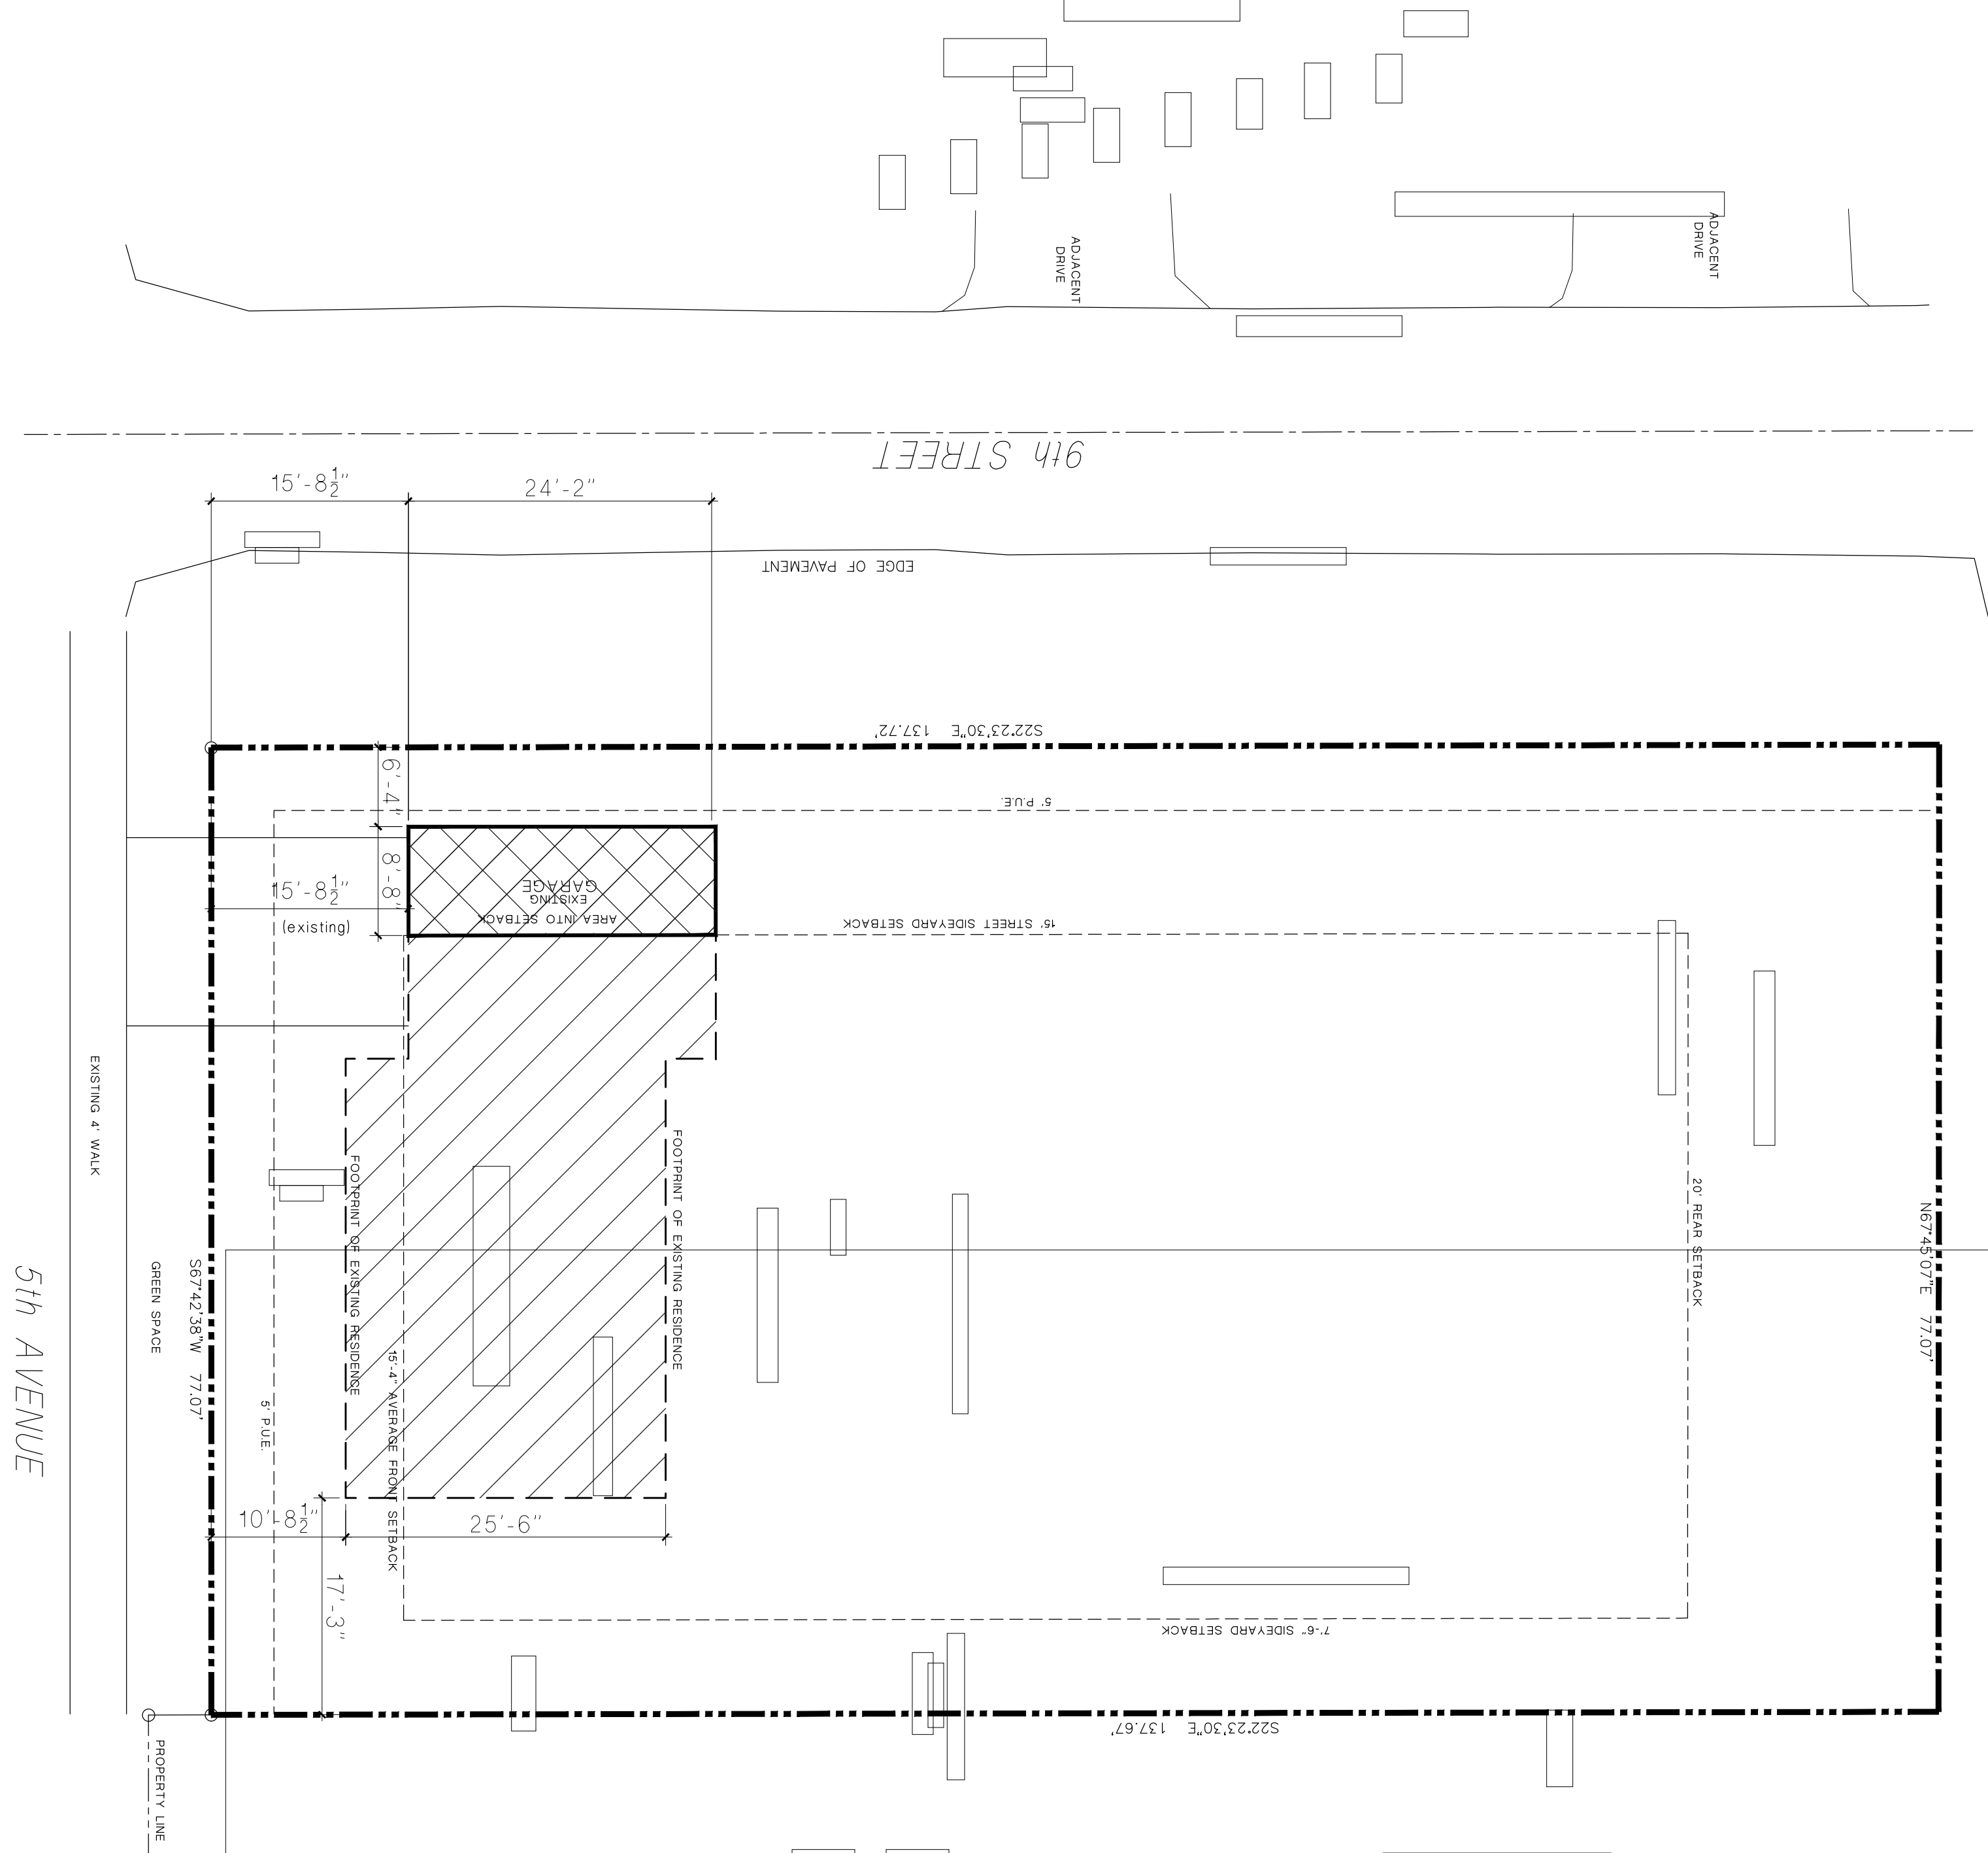 ADJACENT
DRIVE
ADJACENT
DRIVE
9th STREET
15'-8½"
24'-2"
EDGE OF PAVEMENT
S22°23'30"E 137.72'
6'-4"
5' P.U.E.
8'-8"
15'-8½"
(existing)
GARAGE
EXISTING
AREA INTO SETBACK
15' STREET SIDEYARD SETBACK
EXISTING 4' WALK
FOOTPRINT OF EXISTING RESIDENCE
FOOTPRINT OF EXISTING RESIDENCE
20' REAR SETBACK
N67°45'07"E 77.07'
5th AVENUE
GREEN SPACE
S67°42'38"W 77.07'
5' P.U.E.
15'-4" AVERAGE FRONT SETBACK
10'-8½"
25'-6"
17'-3"
7'-6" SIDEYARD SETBACK
S22°23'30"E 137.67'
PROPERTY LINE